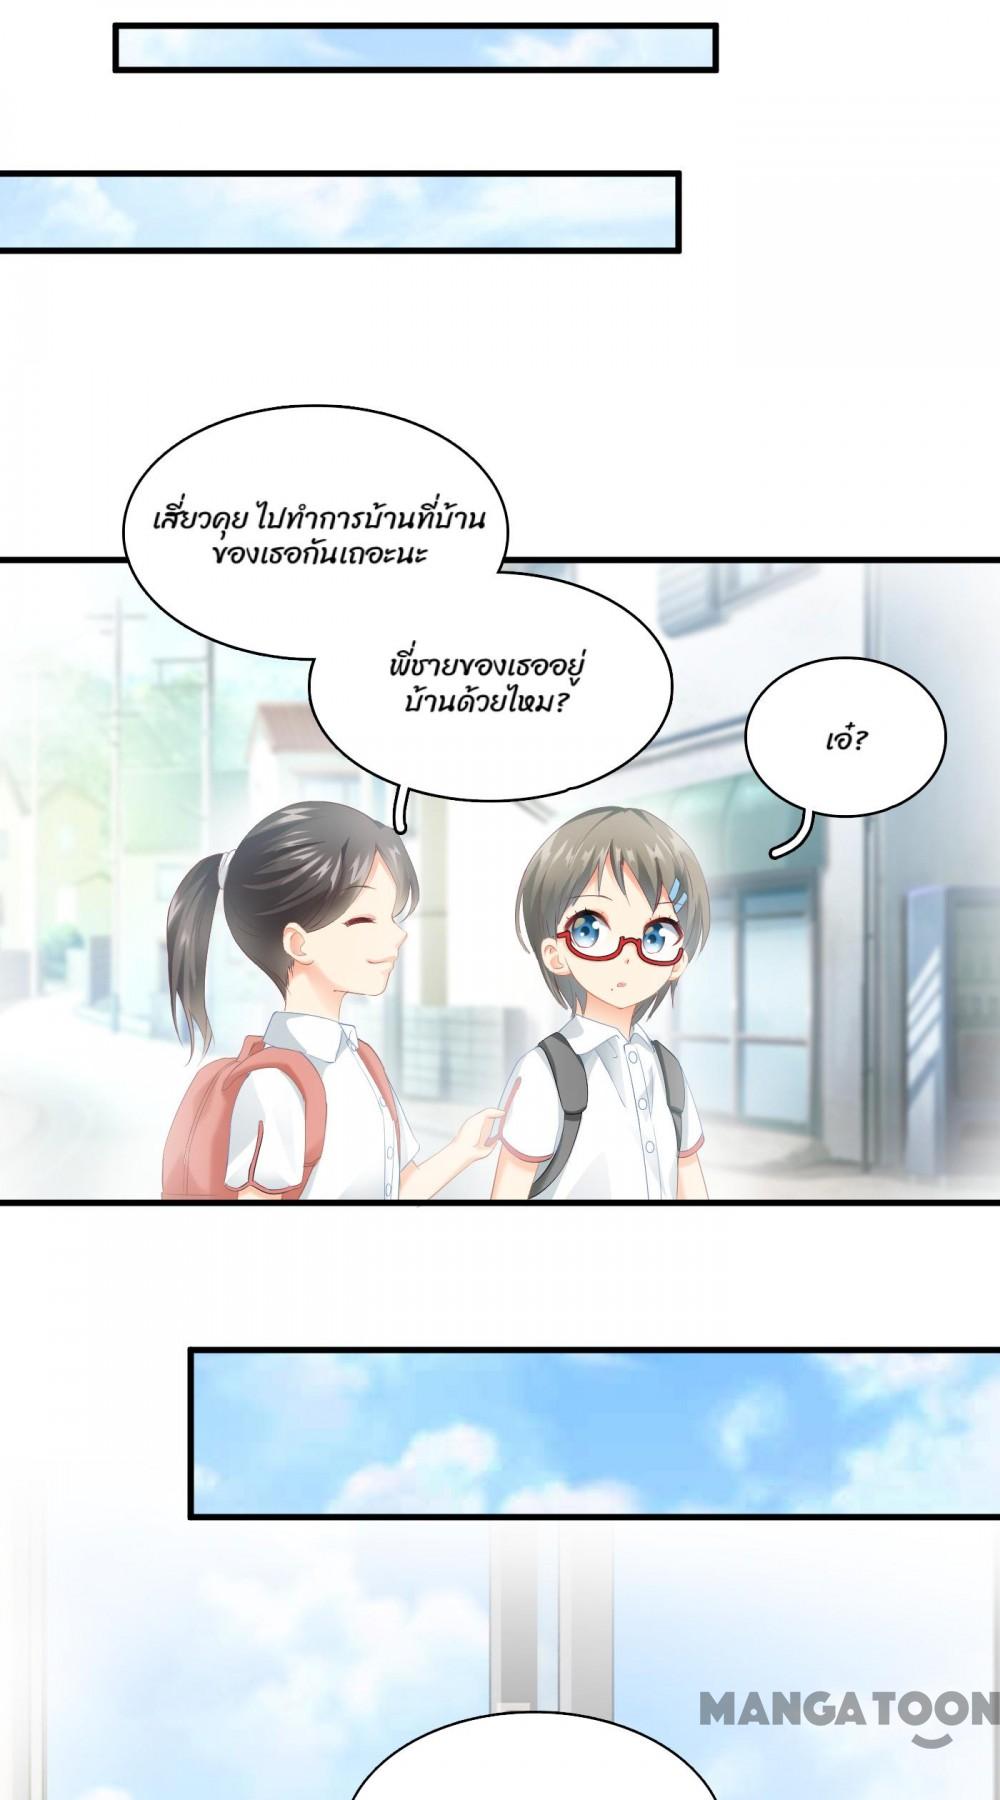 เสี่ยวคุย ไปทำการบ้านที่บ้าน
ของเธอกันเถอะนะ
พี่ชายของเธออยู่
บ้านด้วยไหม?
เอ๋?
MANGATOON